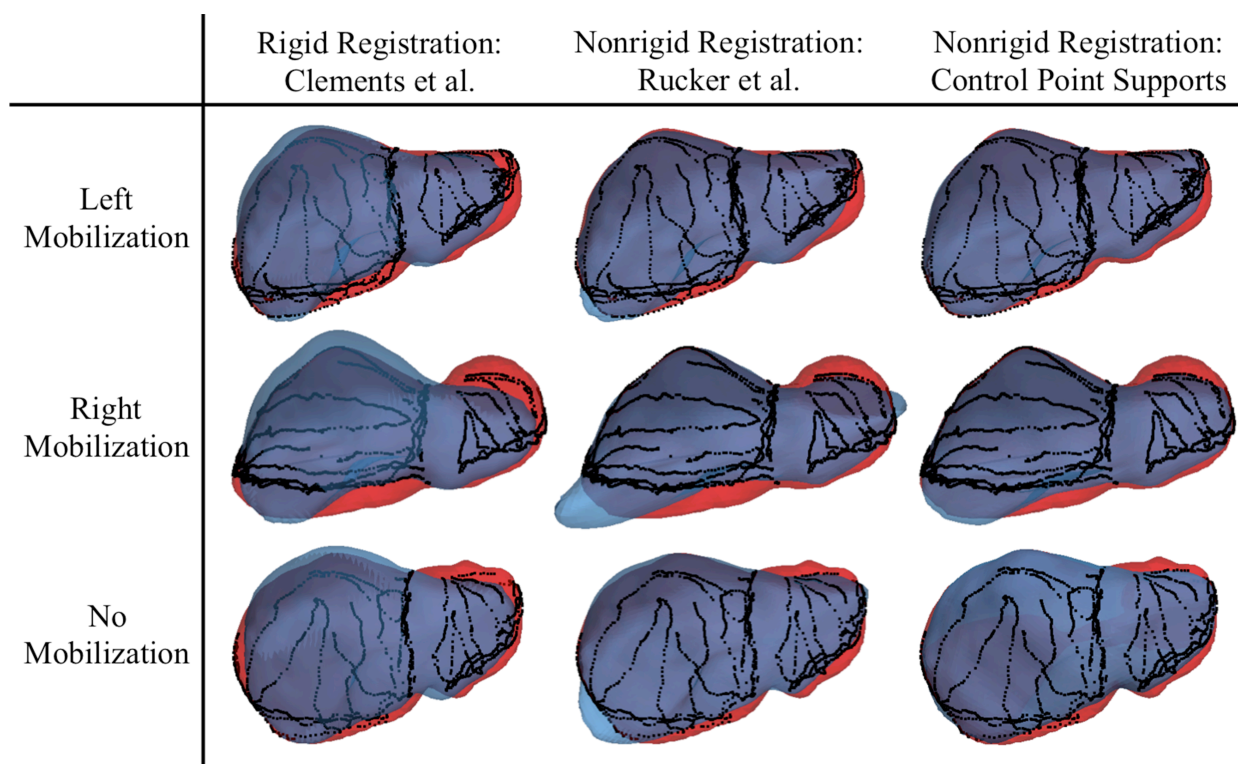 Rigid Registration:
Clements et al.
Nonrigid Registration:
Rucker et al.
Nonrigid Registration:
Control Point Supports
Left
Mobilization
Right
Mobilization
No
Mobilization